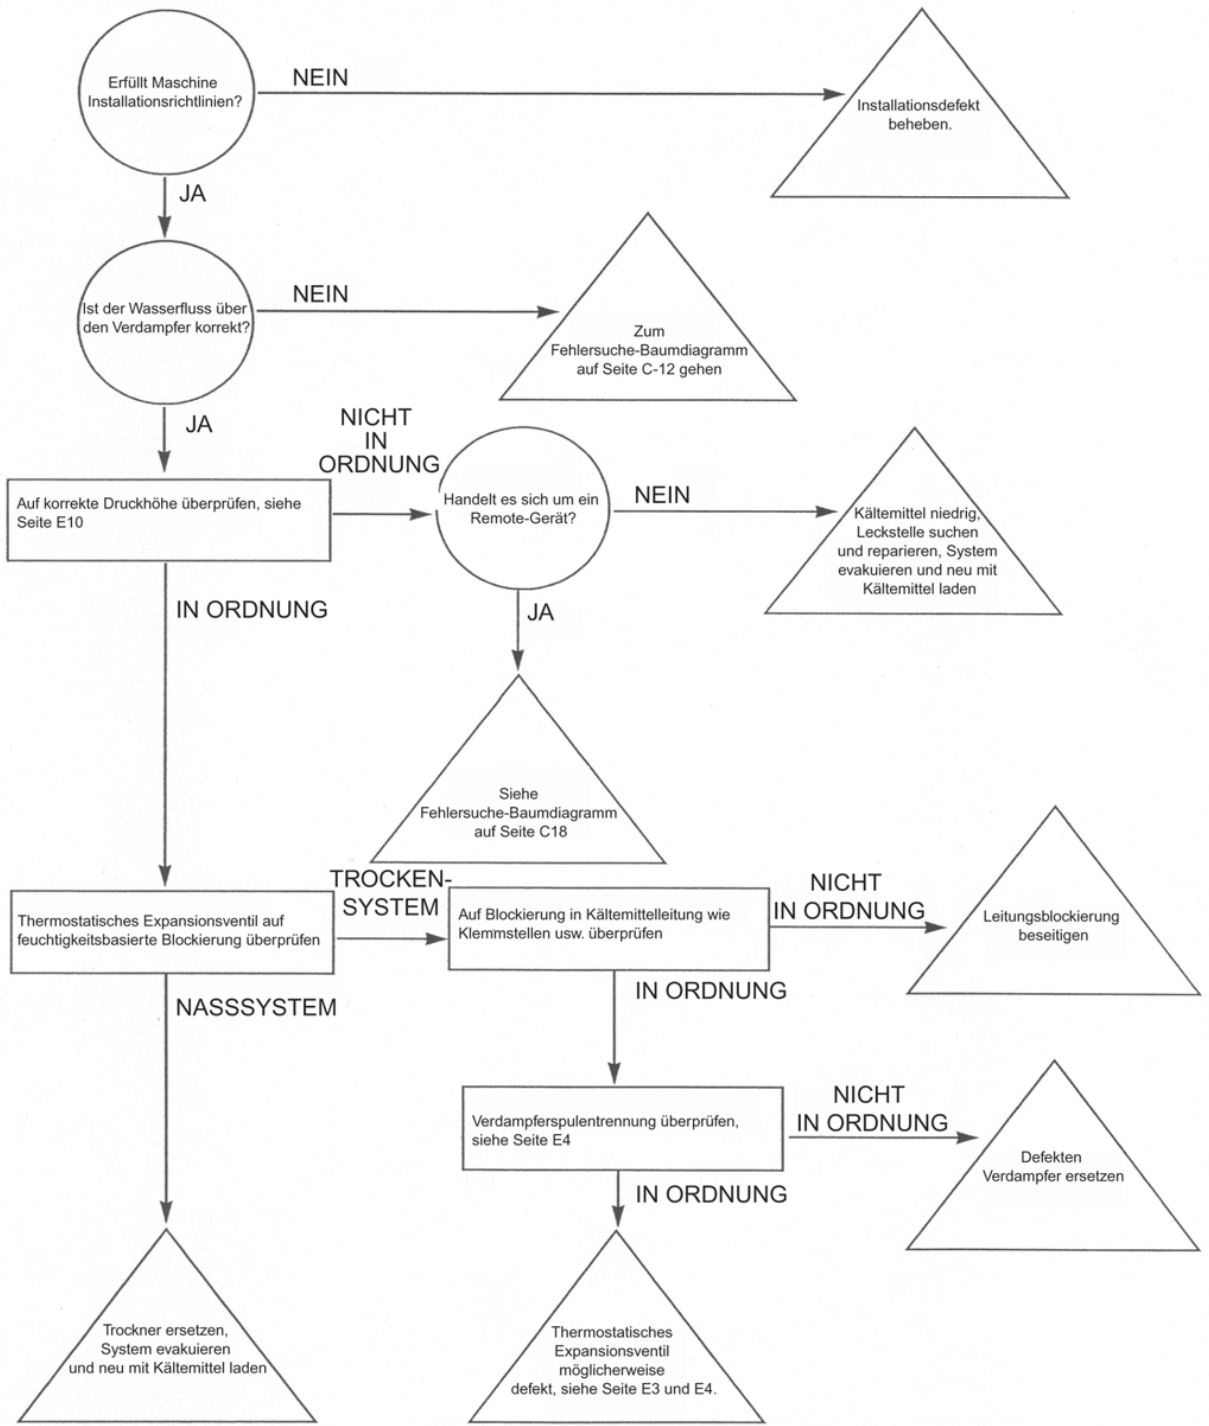 Erfüllt Maschine
Installationsrichtlinien?
NEIN
Installationsdefekt
beheben.
JA
Ist der Wasserfluss über
den Verdampfer korrekt?
NEIN
Zum
Fehlersuche-Baumdiagramm
auf Seite C-12 gehen
JA
Auf korrekte Druckhöhe überprüfen, siehe
Seite E10
NICHT
IN
ORDNUNG
Handelt es sich um ein
Remote-Gerät?
NEIN
Kältemittel niedrig,
Leckstelle suchen
und reparieren, System
evakuieren und neu mit
Kältemittel laden
IN ORDNUNG
JA
Siehe
Fehlersuche-Baumdiagramm
auf Seite C18
Thermostatisches Expansionsventil auf
feuchtigkeitsbasierte Blockierung überprüfen
TROCKEN-
SYSTEM
Auf Blockierung in Kältemittelleitung wie
Klemmstellen usw. überprüfen
NICHT
IN ORDNUNG
Leitungsblockierung
beseitigen
NASSSYSTEM
IN ORDNUNG
Verdampferspulentrennung überprüfen,
siehe Seite E4
NICHT
IN ORDNUNG
Defekten
Verdampfer ersetzen
IN ORDNUNG
Trockner ersetzen,
System evakuieren
und neu mit Kältemittel laden
Thermostatisches
Expansionsventil
möglicherweise
defekt, siehe Seite E3 und E4.